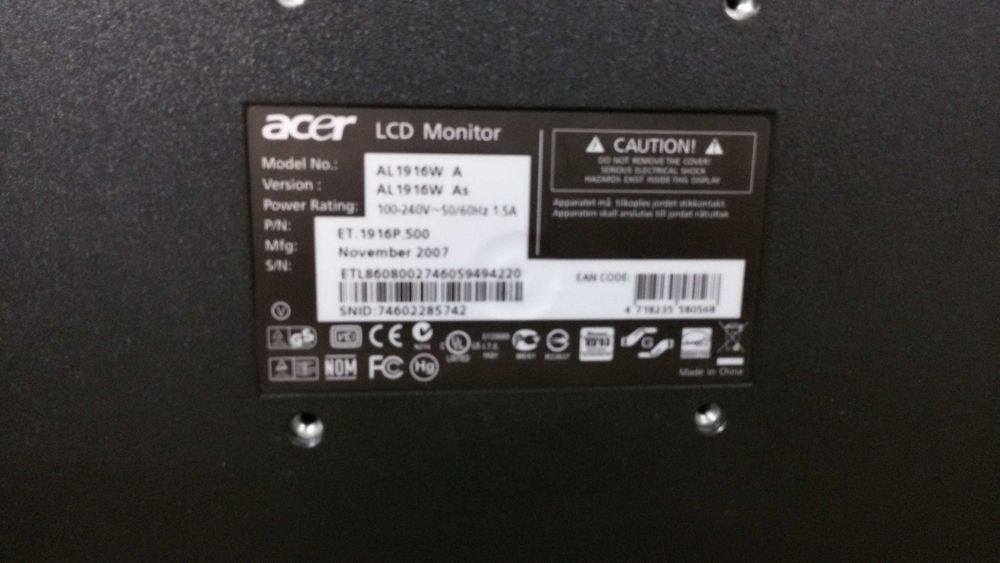 acer LCD Monitor
Model No.: AL1916W A
Version : AL1916W As
Power Rating: 100-240V~50/60Hz 1.5A
P/N: ET.1916P.500
Mfg: November 2007
S/N: ETL8608002746059494220
SNID:74602285742
⚠ CAUTION! ⚠
DO NOT REMOVE THE COVER!
SERIOUS ELECTRICAL SHOCK
HAZARDS EXIST INSIDE THIS DISPLAY
Apparatet må tilkoples jordet stikkontakt
Apparaten skall anslutas till jordat nätuttak
EAN CODE:
4 718235 580568
V
CE
UL
LISTED
G
NOM FC Hg
Made in China